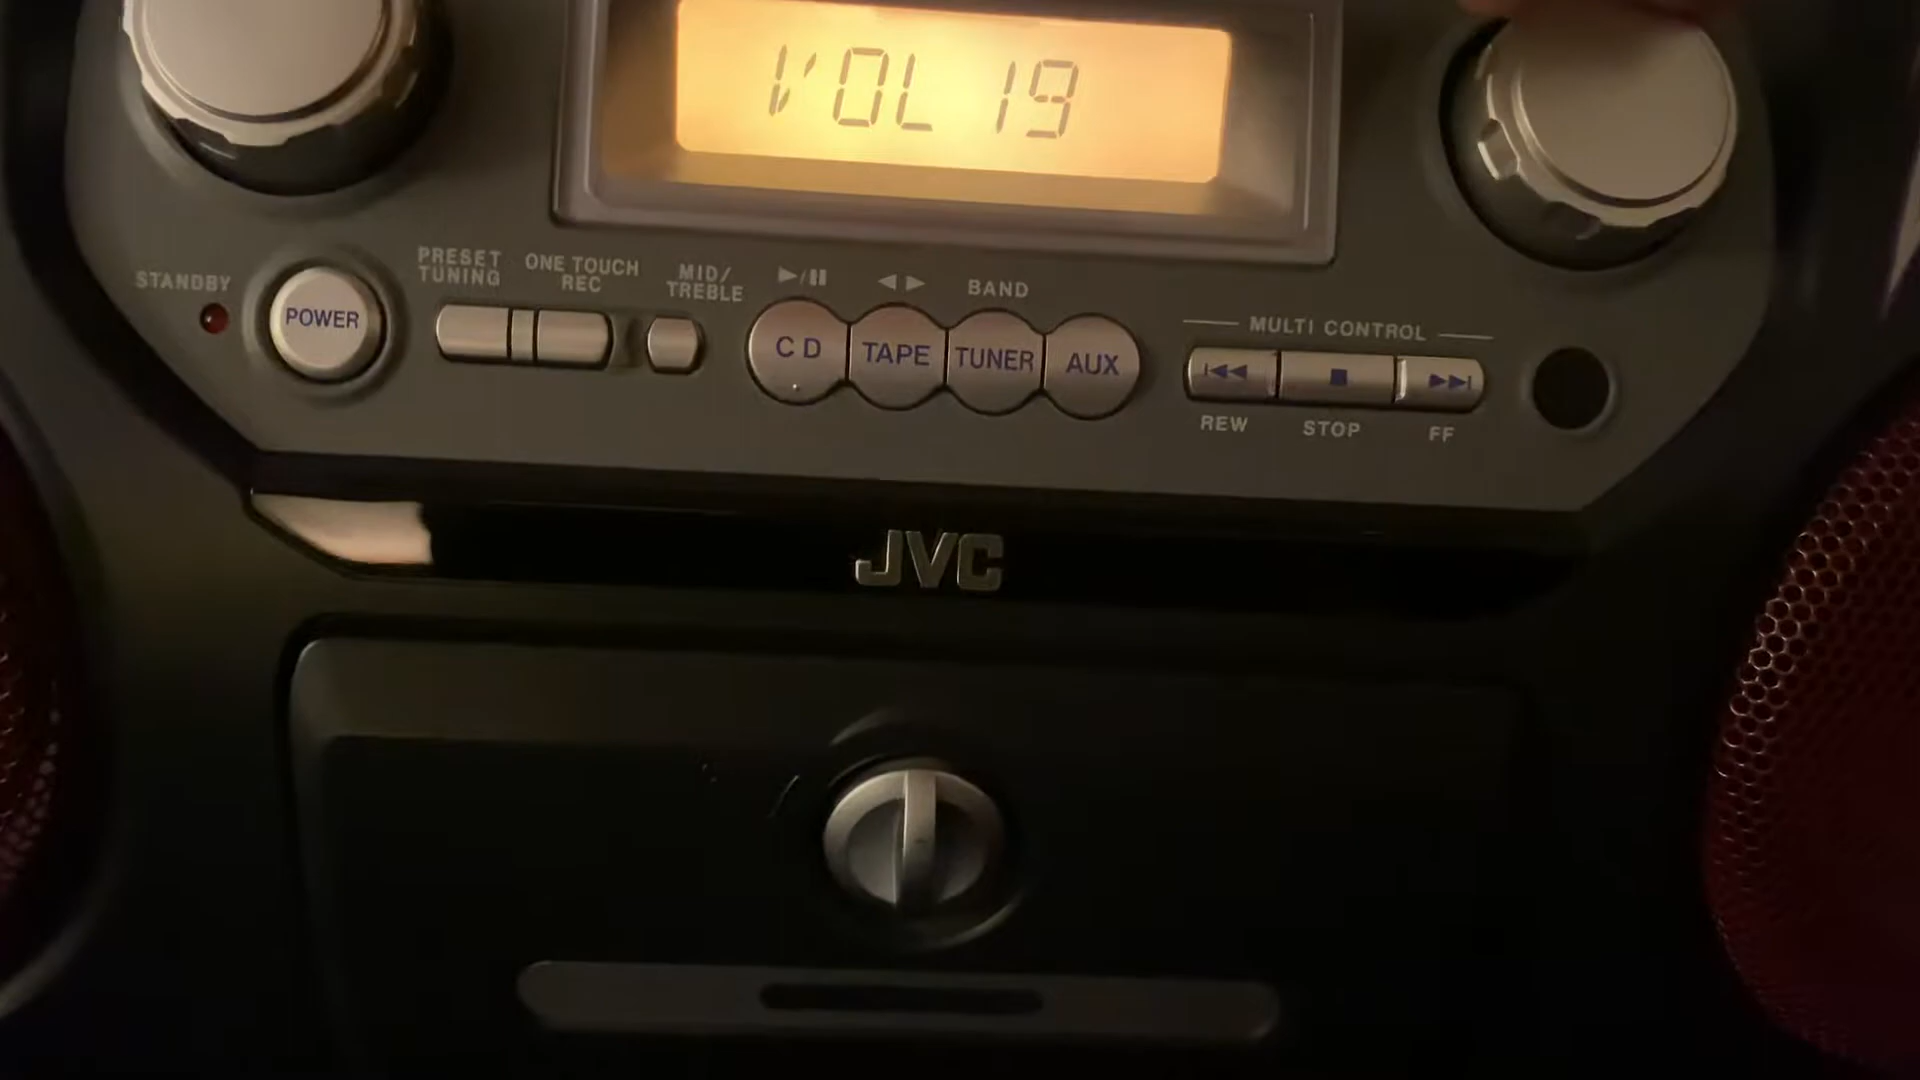 VOL 19
STANDBY
POWER
PRESET
TUNING
ONE TOUCH
REC
MID/
TREBLE
CD
TAPE
BAND
TUNER
AUX
MULTI CONTROL
REW
STOP
FF
JVC